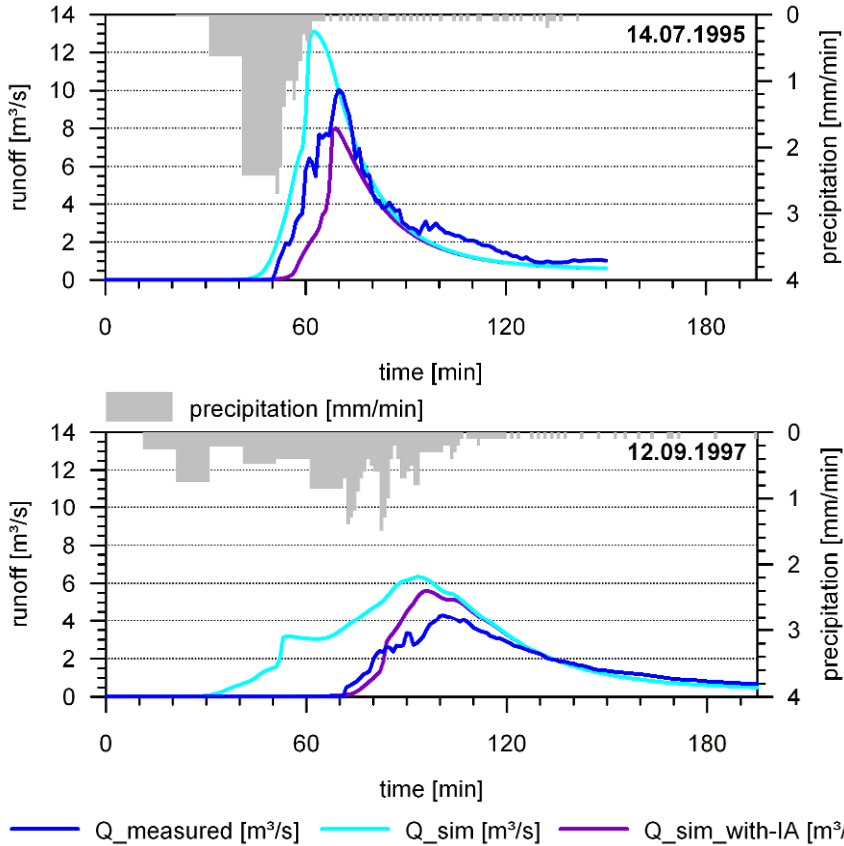 14 0
14.07.1995
12
10 1
8
6 2
4 3
2
0 4
runoff [m³/s]
precipitation [mm/min]
0 60 120 180
time [min]
precipitation [mm/min]
14 0
12.09.1997
12
10 1
8
6 2
4 3
2
0 4
runoff [m³/s]
precipitation [mm/min]
0 60 120 180
time [min]
Q_measured [m³/s] Q_sim [m³/s] Q_sim_with-IA [m³/